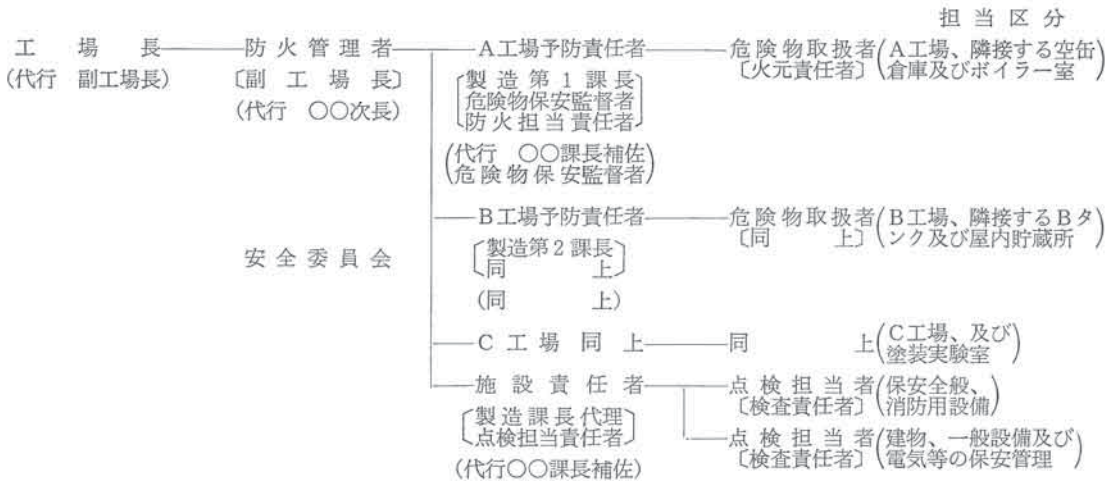 担当区分
工場長 防火管理者 A工場予防責任者 危険物取扱者(A工場、隣接する空缶
(代行 副工場長) 〔副工場長〕 〔製造第1課長 〔火元責任者〕 倉庫及びボイラー室)
(代行 〇〇次長) 危険物保安監督者
防火担当責任者〕
(代行 〇〇課長補佐
危険物保安監督者)
B工場予防責任者 危険物取扱者(B工場、隣接するBタ
安全委員会 〔製造第2課長 〔同上〕 ンク及び屋内貯蔵所)
同上〕
(同上)
C工場同上 同上(C工場、及び
塗装実験室)
施設責任者 点検担当者(保安全般、
〔製造課長代理 〔検査責任者〕 消防用設備)
点検担当責任者〕 点検担当者(建物、一般設備及び
(代行〇〇課長補佐) 〔検査責任者〕 電気等の保安管理)